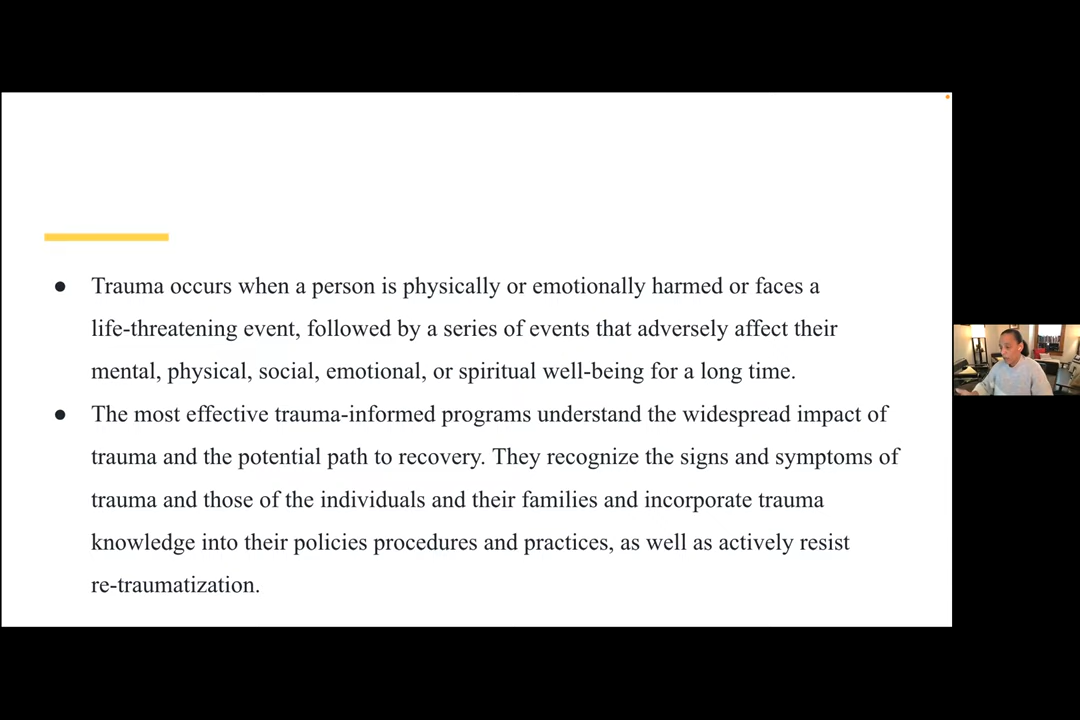 ● Trauma occurs when a person is physically or emotionally harmed or faces a
life-threatening event, followed by a series of events that adversely affect their
mental, physical, social, emotional, or spiritual well-being for a long time.
● The most effective trauma-informed programs understand the widespread impact of
trauma and the potential path to recovery. They recognize the signs and symptoms of
trauma and those of the individuals and their families and incorporate trauma
knowledge into their policies procedures and practices, as well as actively resist
re-traumatization.